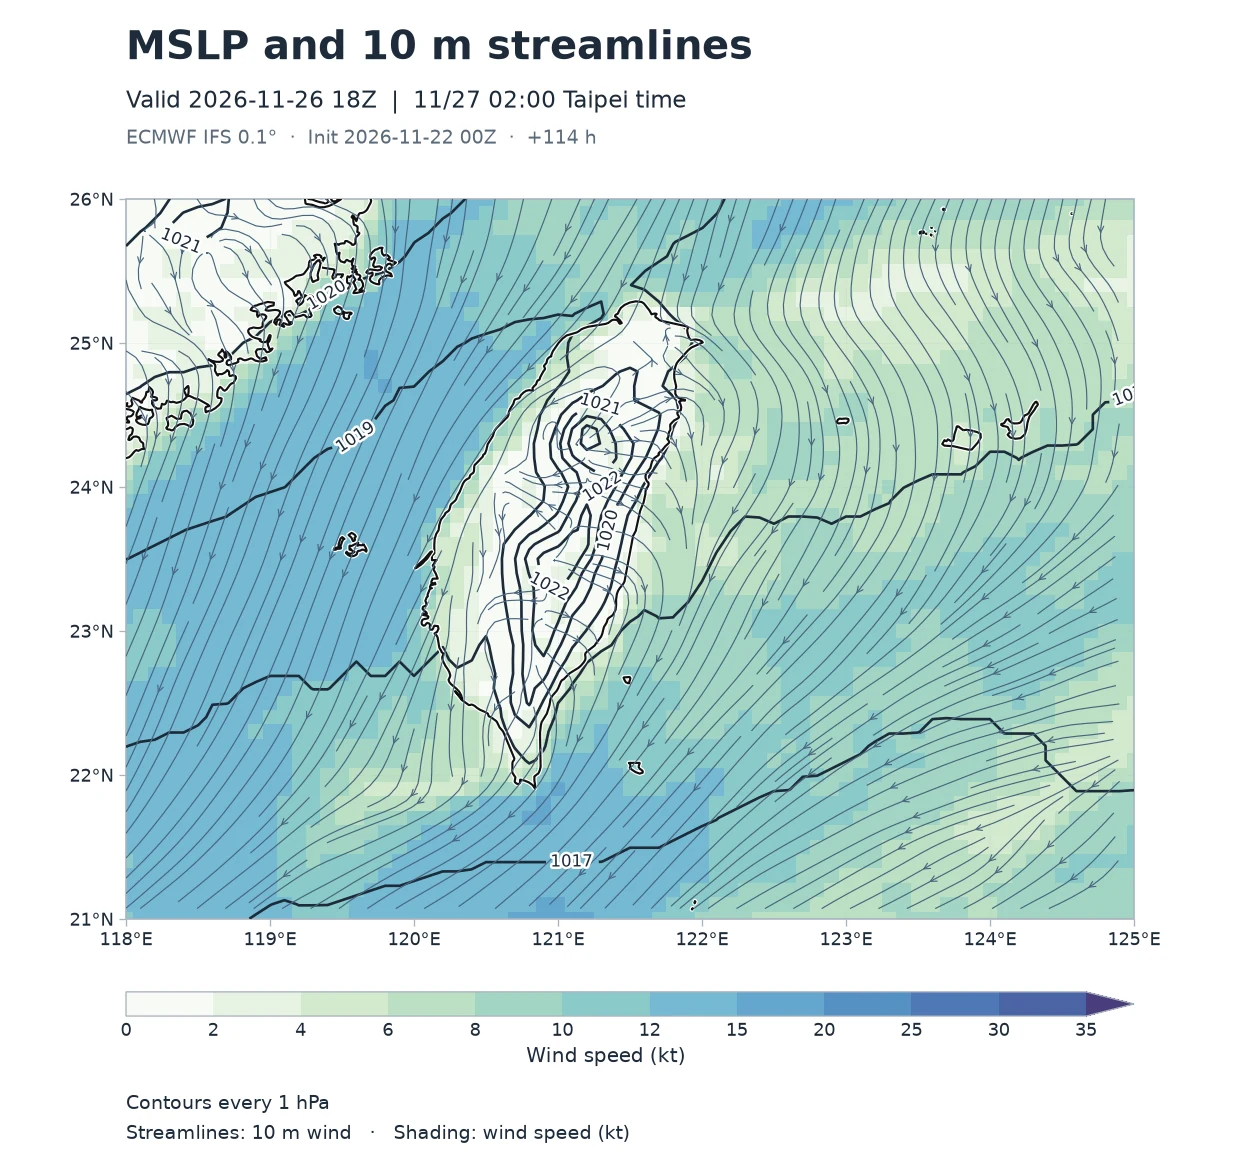 MSLP and 10 m streamlines
Valid 2026-11-26 18Z | 11/27 02:00 Taipei time
ECMWF IFS 0.1° · Init 2026-11-22 00Z · +114 h
26°N
25°N
24°N
23°N
22°N
21°N
1021
1020
1019
1021
1022
1020
1022
1017
118°E 119°E 120°E 121°E 122°E 123°E 124°E 125°E
0 2 4 6 8 10 12 15 20 25 30 35
Wind speed (kt)
Contours every 1 hPa
Streamlines: 10 m wind · Shading: wind speed (kt)